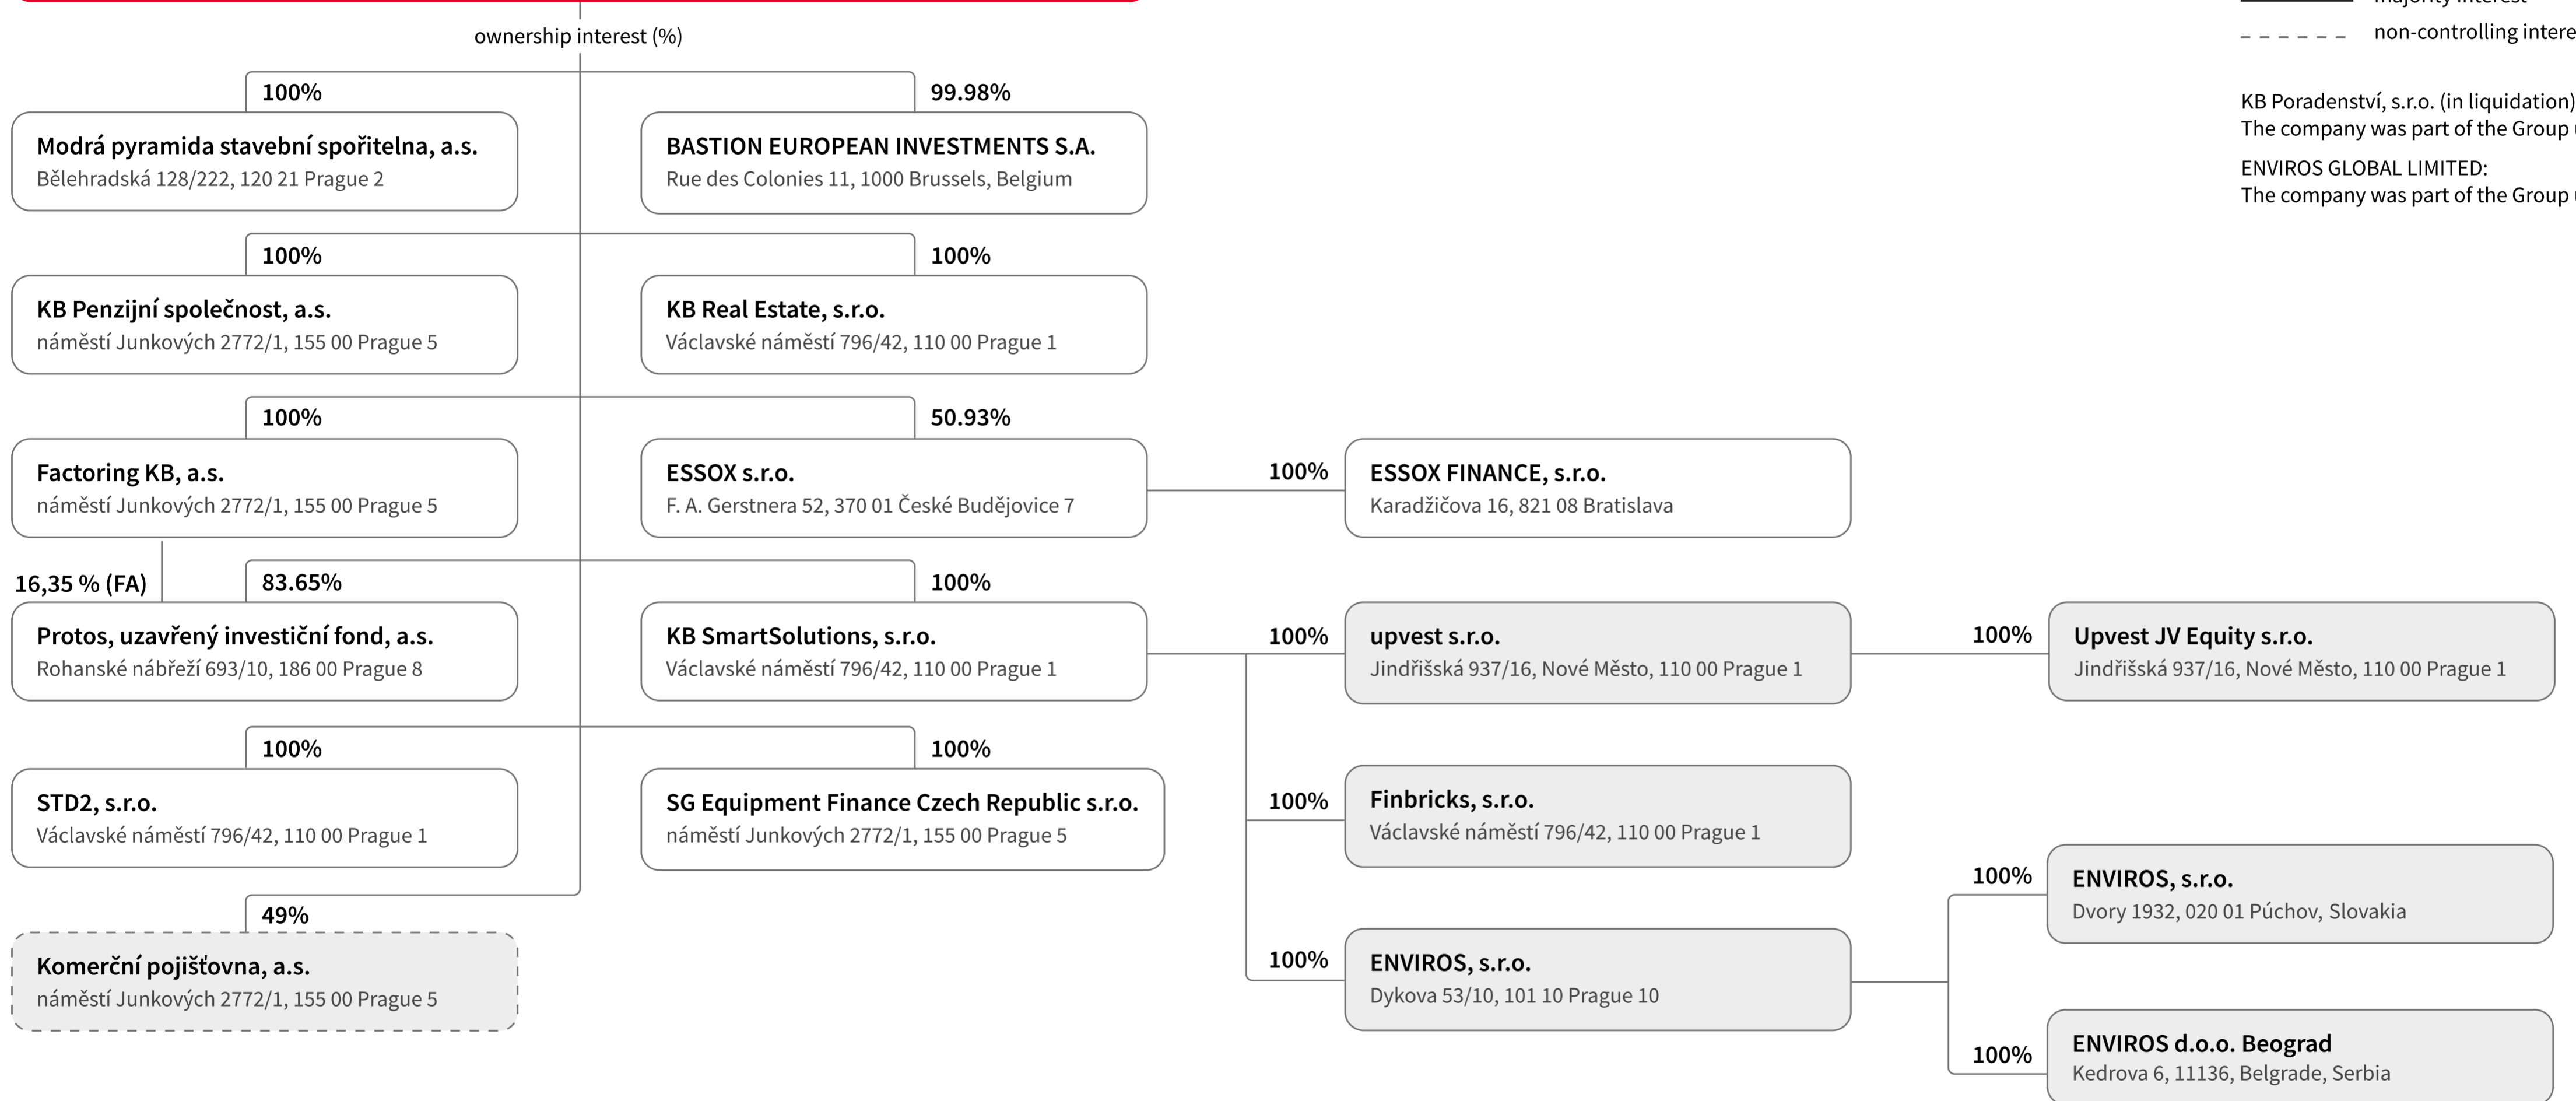 majority interest
ownership interest (%)
non-controlling
100%
99.98%
KB Poradenství, s.r.o. (in liquidation)
The company was part of the Group
Modrá pyramida stavební spořitelna, a.s.
Bělehradská 128/222, 120 21 Prague 2
BASTION EUROPEAN INVESTMENTS S.A.
Rue des Colonies 11, 1000 Brussels, Belgium
ENVIROS GLOBAL LIMITED:
The company was part of the Group
100%
100%
KB Penzijní společnost, a.s.
náměstí Junkových 2772/1, 155 00 Prague 5
KB Real Estate, s.r.o.
Václavské náměstí 796/42, 110 00 Prague 1
100%
50.93%
Factoring KB, a.s.
náměstí Junkových 2772/1, 155 00 Prague 5
ESSOX s.r.o.
F. A. Gerstnera 52, 370 01 České Budějovice 7
100%
ESSOX FINANCE, s.r.o.
Karadžičova 16, 821 08 Bratislava
16,35 % (FA)
83.65%
100%
Protos, uzavřený investiční fond, a.s.
Rohanské nábřeží 693/10, 186 00 Prague 8
KB SmartSolutions, s.r.o.
Václavské náměstí 796/42, 110 00 Prague 1
100%
upvest s.r.o.
Jindřišská 937/16, Nové Město, 110 00 Prague 1
100%
Upvest JV Equity s.r.o.
Jindřišská 937/16, Nové Město, 110 00 Prague 1
100%
100%
STD2, s.r.o.
Václavské náměstí 796/42, 110 00 Prague 1
SG Equipment Finance Czech Republic s.r.o.
náměstí Junkových 2772/1, 155 00 Prague 5
100%
Finbricks, s.r.o.
Václavské náměstí 796/42, 110 00 Prague 1
100%
ENVIROS, s.r.o.
Dvory 1932, 020 01 Púchov, Slovakia
49%
Komerční pojišťovna, a.s.
náměstí Junkových 2772/1, 155 00 Prague 5
100%
ENVIROS, s.r.o.
Dykova 53/10, 101 10 Prague 10
100%
ENVIROS d.o.o. Beograd
Kedrova 6, 11136, Belgrade, Serbia